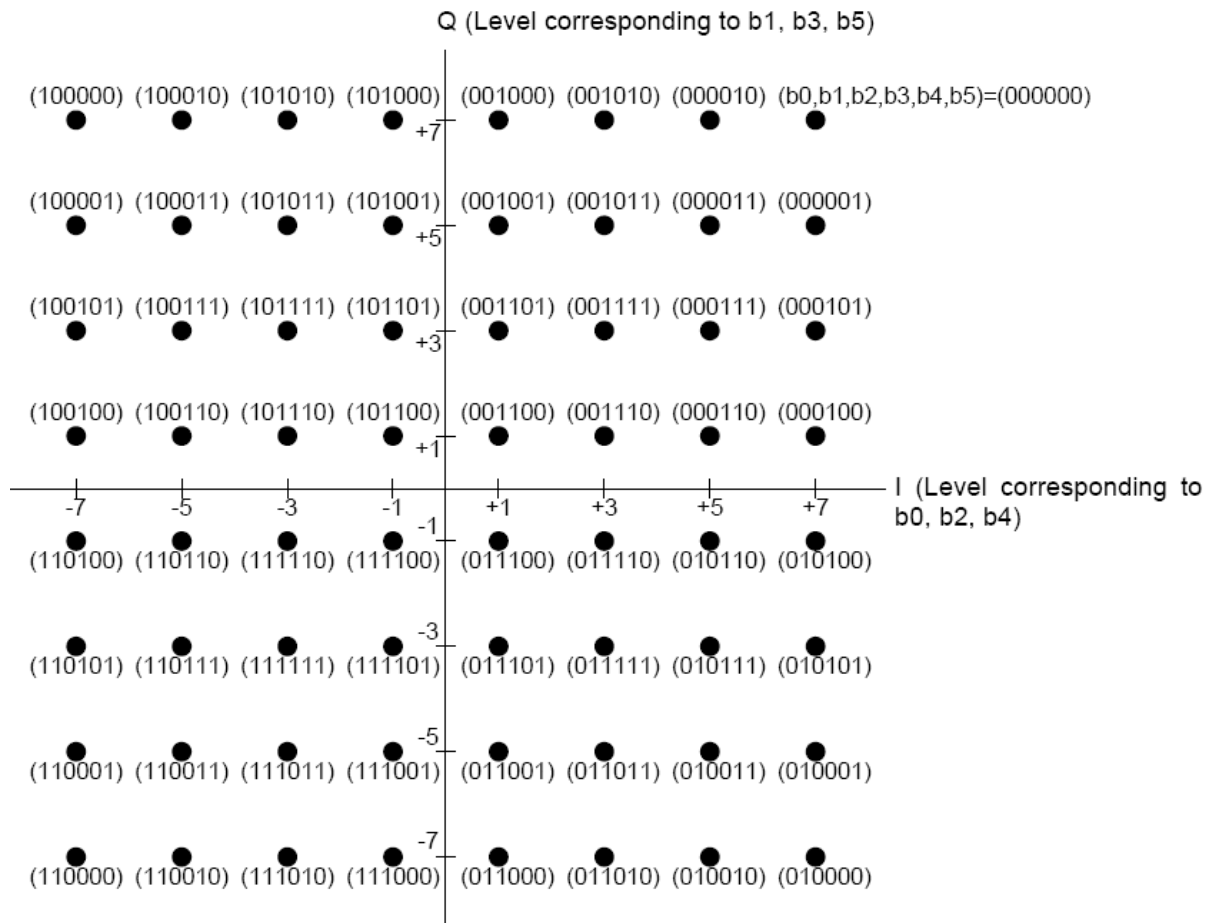 Q (Level corresponding to b1, b3, b5)
(100000) (100010) (101010) (101000) (001000) (001010) (000010) (b0,b1,b2,b3,b4,b5)=(000000)
+7
(100001) (100011) (101011) (101001) (001001) (001011) (000011) (000001)
+5
(100101) (100111) (101111) (101101) (001101) (001111) (000111) (000101)
+3
(100100) (100110) (101110) (101100) (001100) (001110) (000110) (000100)
+1
-7 -5 -3 -1 +1 +3 +5 +7
I (Level corresponding to
b0, b2, b4)
-1
(110100) (110110) (111110) (111100) (011100) (011110) (010110) (010100)
-3
(110101) (110111) (111111) (111101) (011101) (011111) (010111) (010101)
-5
(110001) (110011) (111011) (111001) (011001) (011011) (010011) (010001)
-7
(110000) (110010) (111010) (111000) (011000) (011010) (010010) (010000)